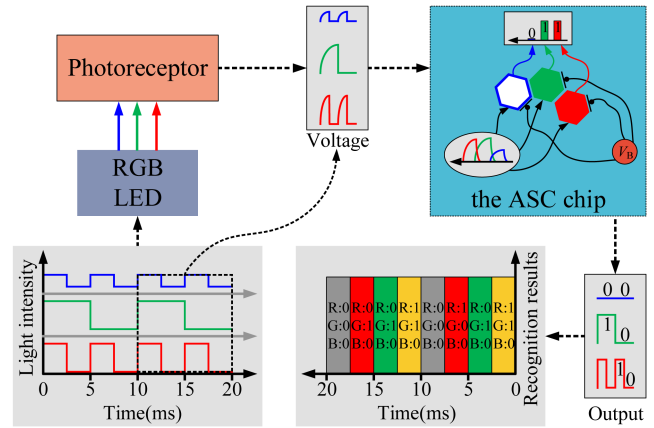 0 1 1
Photoreceptor
Voltage
V_B
RGB
LED
the ASC chip
Light intensity
0 5 10 15 20
Time(ms)
R:0 R:0 R:0 R:1 R:0 R:0 R:0 R:1
G:0 G:1 G:1 G:1 G:0 G:0 G:1 G:1
B:0 B:0 B:0 B:0 B:0 B:0 B:0 B:0
20 15 10 5 0
Time(ms)
Recognition results
0 0
1 0
1 0
Output